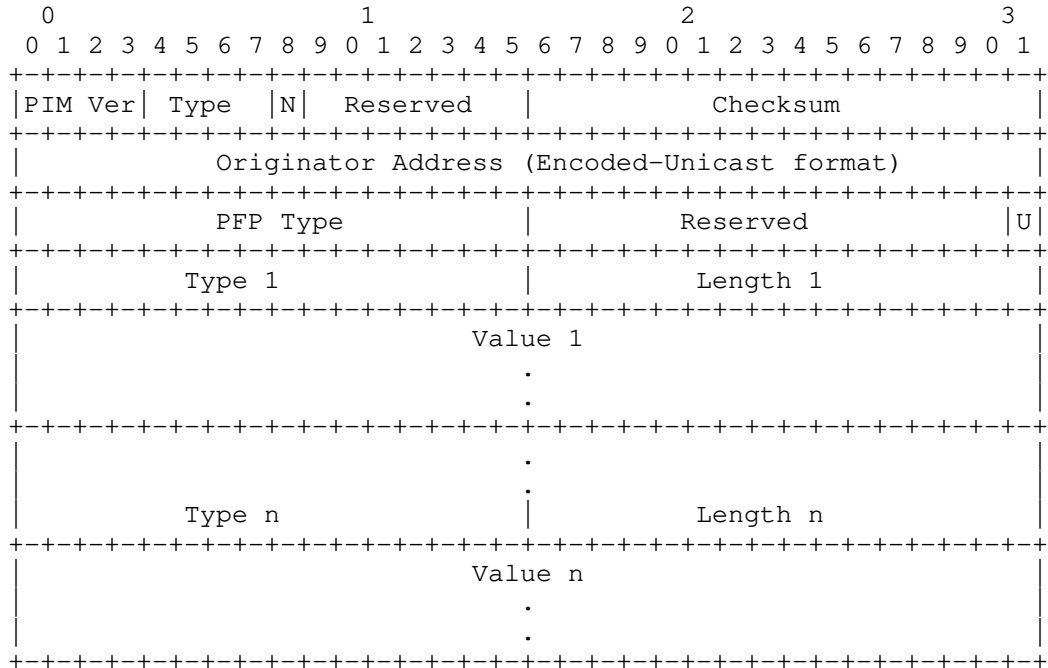 0 1 2 3
0 1 2 3 4 5 6 7 8 9 0 1 2 3 4 5 6 7 8 9 0 1 2 3 4 5 6 7 8 9 0 1
+-+-+-+-+-+-+-+-+-+-+-+-+-+-+-+-+-+-+-+-+-+-+-+-+-+-+-+-+-+-+-+-+
|PIM Ver| Type |N| Reserved | Checksum |
+-+-+-+-+-+-+-+-+-+-+-+-+-+-+-+-+-+-+-+-+-+-+-+-+-+-+-+-+-+-+-+-+
| Originator Address (Encoded-Unicast format) |
+-+-+-+-+-+-+-+-+-+-+-+-+-+-+-+-+-+-+-+-+-+-+-+-+-+-+-+-+-+-+-+-+
| PFP Type | Reserved |U|
+-+-+-+-+-+-+-+-+-+-+-+-+-+-+-+-+-+-+-+-+-+-+-+-+-+-+-+-+-+-+-+-+
| Type 1 | Length 1 |
+-+-+-+-+-+-+-+-+-+-+-+-+-+-+-+-+-+-+-+-+-+-+-+-+-+-+-+-+-+-+-+-+
| Value 1 |
| . |
| . |
+-+-+-+-+-+-+-+-+-+-+-+-+-+-+-+-+-+-+-+-+-+-+-+-+-+-+-+-+-+-+-+-+
| . |
| . |
| Type n | Length n |
+-+-+-+-+-+-+-+-+-+-+-+-+-+-+-+-+-+-+-+-+-+-+-+-+-+-+-+-+-+-+-+-+
| Value n |
| . |
| . |
+-+-+-+-+-+-+-+-+-+-+-+-+-+-+-+-+-+-+-+-+-+-+-+-+-+-+-+-+-+-+-+-+